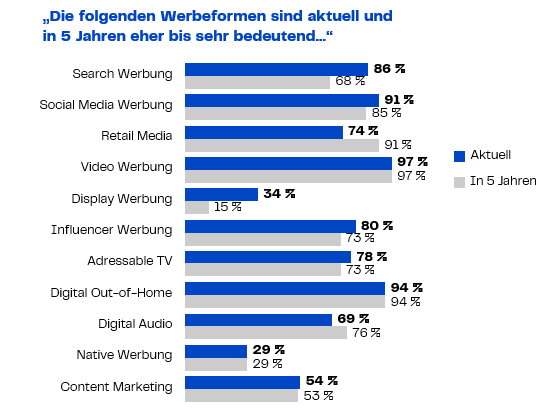 „Die folgenden Werbeformen sind aktuell und
in 5 Jahren eher bis sehr bedeutend...“
Search Werbung 86 % 68 %
Social Media Werbung 91 % 85 %
Retail Media 74 % 91 %
Video Werbung 97 % 97 %
Display Werbung 34 % 15 %
Influencer Werbung 80 % 73 %
Adressable TV 78 % 73 %
Digital Out-of-Home 94 % 94 %
Digital Audio 69 % 76 %
Native Werbung 29 % 29 %
Content Marketing 54 % 53 %
Aktuell
In 5 Jahren